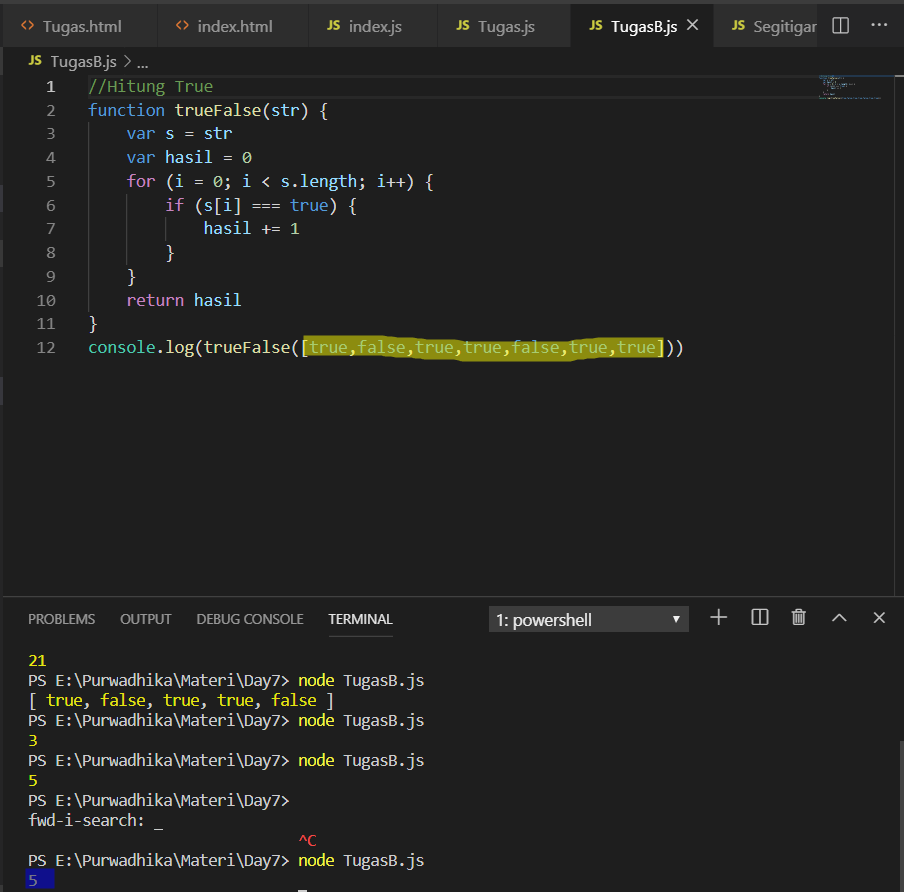 <> Tugas.html <> index.html JS index.js JS Tugas.js JS TugasB.js × JS Segitigar ...
JS TugasB.js > ...
1 //Hitung True
2 function trueFalse(str) {
3 var s = str
4 var hasil = 0
5 for (i = 0; i < s.length; i++) {
6 if (s[i] === true) {
7 hasil += 1
8 }
9 }
10 return hasil
11 }
12 console.log(trueFalse([true,false,true,true,false,true,true]))
PROBLEMS OUTPUT DEBUG CONSOLE TERMINAL 1: powershell
21
PS E:\Purwadhika\Materi\Day7> node TugasB.js
[ true, false, true, true, false ]
PS E:\Purwadhika\Materi\Day7> node TugasB.js
3
PS E:\Purwadhika\Materi\Day7> node TugasB.js
5
PS E:\Purwadhika\Materi\Day7>
fwd-i-search: _
^C
PS E:\Purwadhika\Materi\Day7> node TugasB.js
5